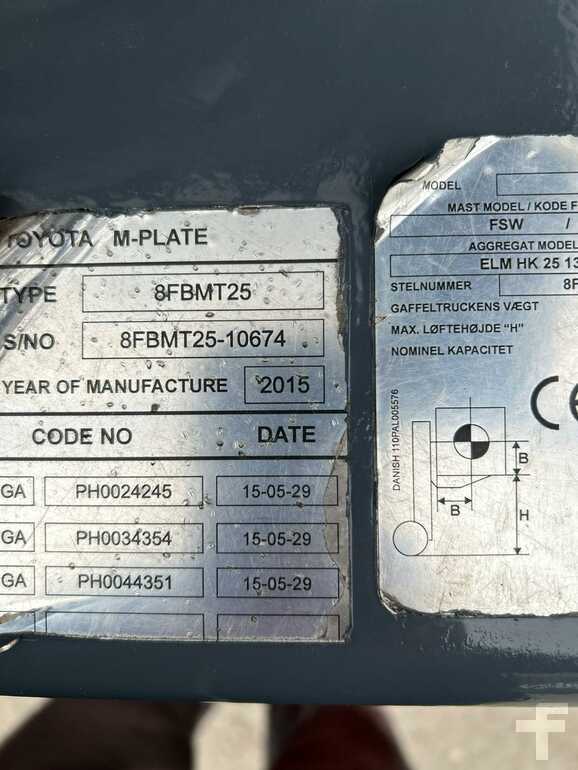 TOYOTA M-PLATE
TYPE 8FBMT25
S/NO 8FBMT25-10674
YEAR OF MANUFACTURE 2015
CODE NO DATE
GA PH0024245 15-05-29
GA PH0034354 15-05-29
GA PH0044351 15-05-29
MODEL
MAST MODEL / KODE F
FSW /
AGGREGAT MODEL
ELM HK 25 13
STELNUMMER 8F
GAFFELTRUCKENS VÆGT
MAX. LØFTEHØJDE "H"
NOMINEL KAPACITET
CE
DANISH 110PAL005576
B
B
H